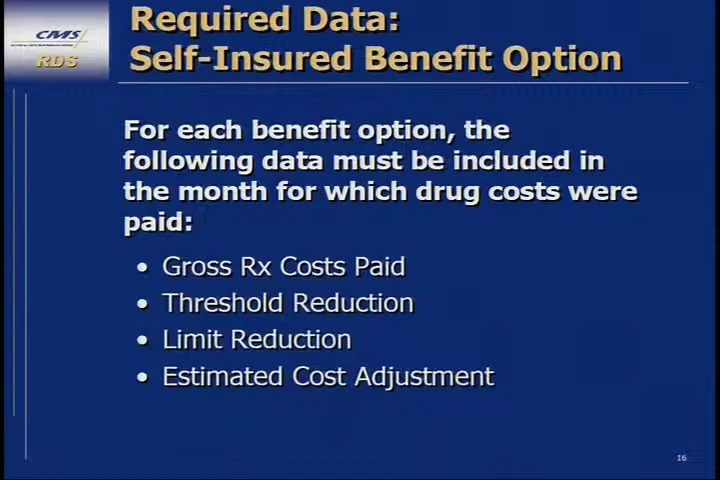 CMS
RDS
Required Data:
Self-Insured Benefit Option
For each benefit option, the
following data must be included in
the month for which drug costs were
paid:
• Gross Rx Costs Paid
• Threshold Reduction
• Limit Reduction
• Estimated Cost Adjustment
16